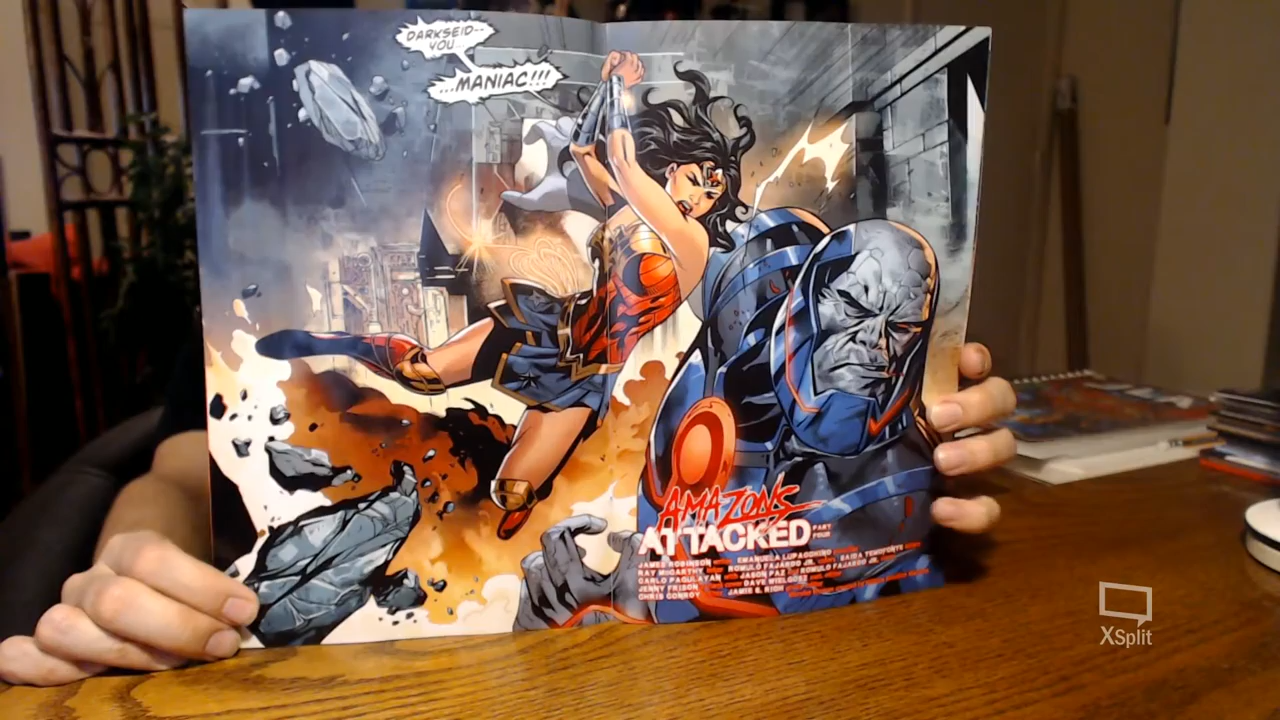 DARKSEID--
YOU...
...MANIAC!!!
AMAZONS
ATTACKED PART
FOUR
JAMES ROBINSON EMANUELA LUPACCHINO
RAY McCARTHY ROMULO FAJARDO JR. SAIDA TEMOFONTE
CARLO PAGULAYAN JASON PAZ ROMULO FAJARDO JR.
JENNY FRISON DAVE WIELGOSZ
CHRIS CONROY JAMIE S. RICH
XSplit